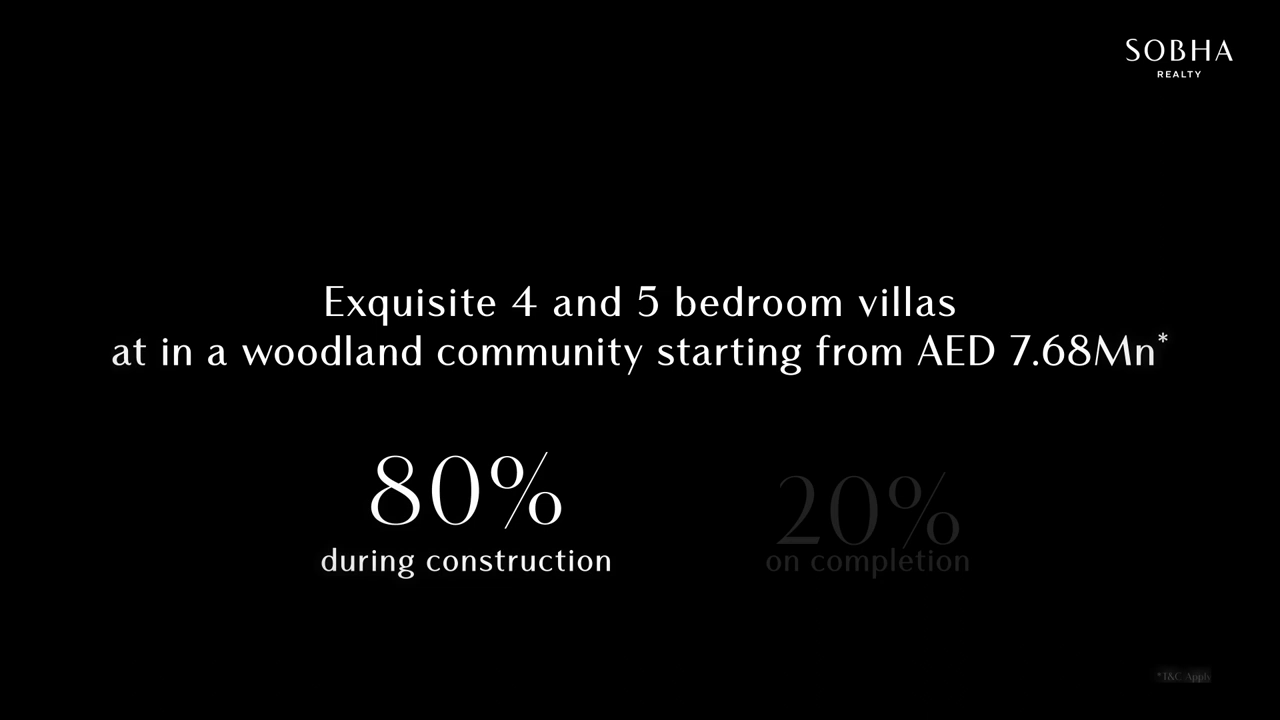 SOBHA
REALTY
Exquisite 4 and 5 bedroom villas
at in a woodland community starting from AED 7.68Mn*
80%
during construction
20%
on completion
*T&C Apply